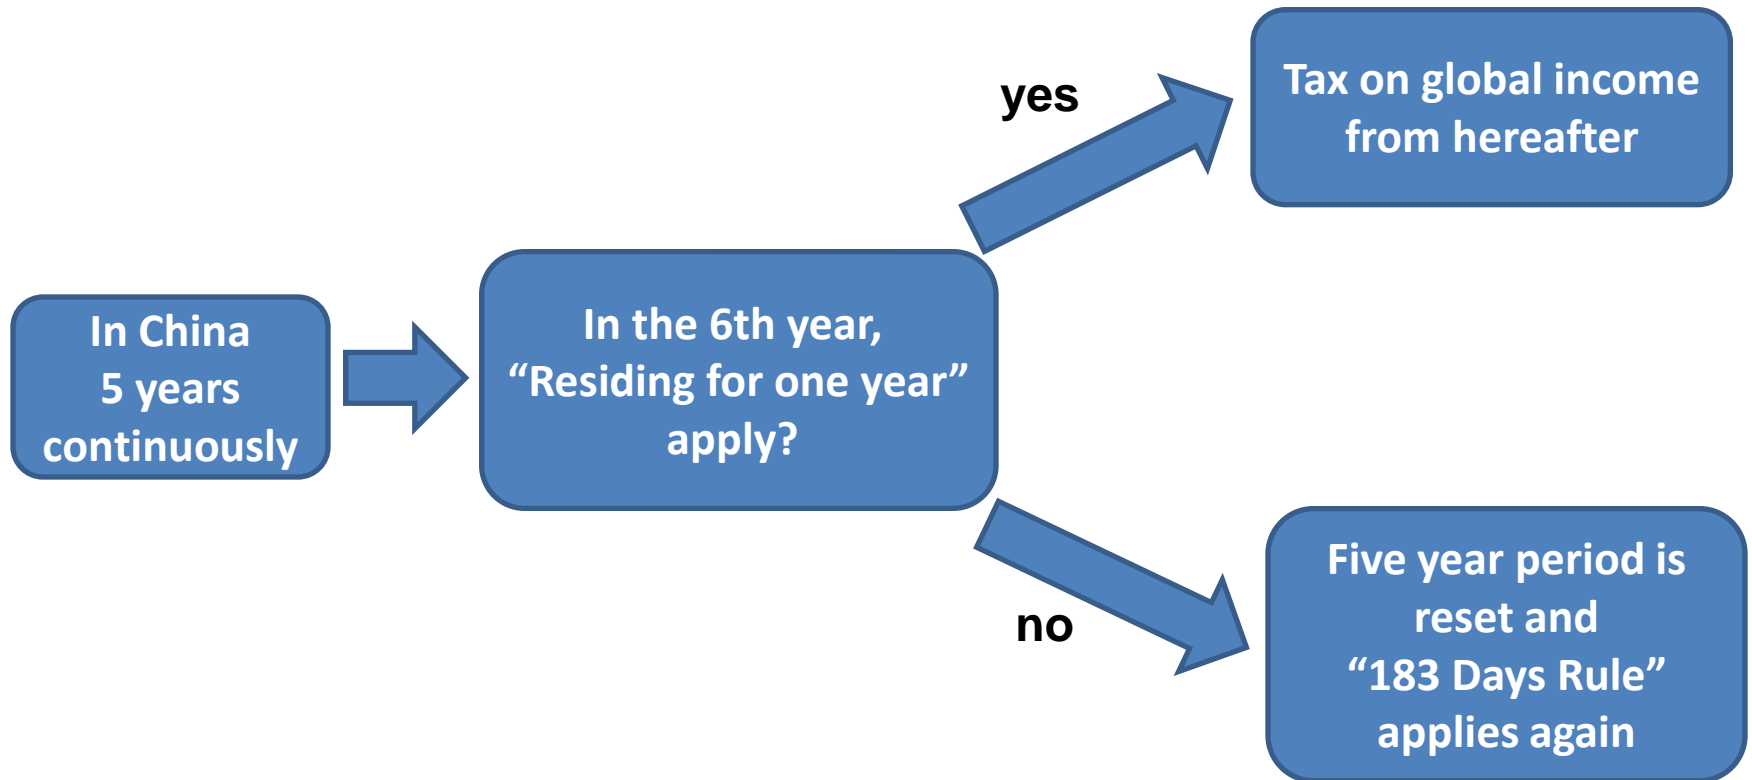 In China
5 years
continuously
In the 6th year,
“Residing for one year”
apply?
yes
Tax on global income
from hereafter
no
Five year period is
reset and
“183 Days Rule”
applies again